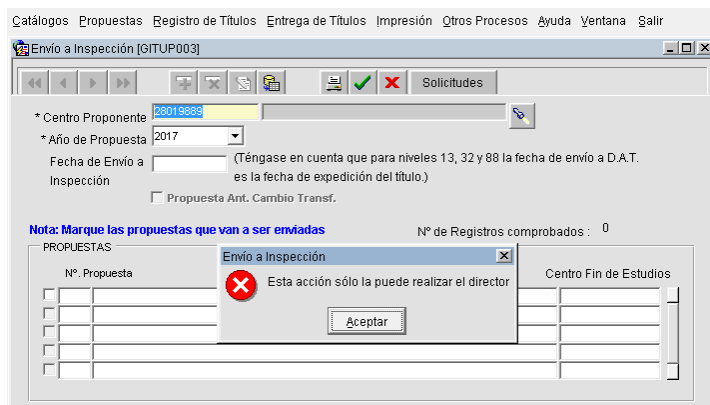 Catálogos Propuestas Registro de Títulos Entrega de Títulos Impresión Otros Procesos Ayuda Ventana Salir
Envío a Inspección [GITUP003]
Solicitudes
* Centro Proponente 28019889
* Año de Propuesta 2017
Fecha de Envío a Inspección
(Téngase en cuenta que para niveles 13, 32 y 88 la fecha de envío a D.A.T.
es la fecha de expedición del título.)
Propuesta Ant. Cambio Transf.
Nota: Marque las propuestas que van a ser enviadas
Nº de Registros comprobados : 0
PROPUESTAS
Nº. Propuesta
Centro Fin de Estudios
Envío a Inspección
Esta acción sólo la puede realizar el director
Aceptar